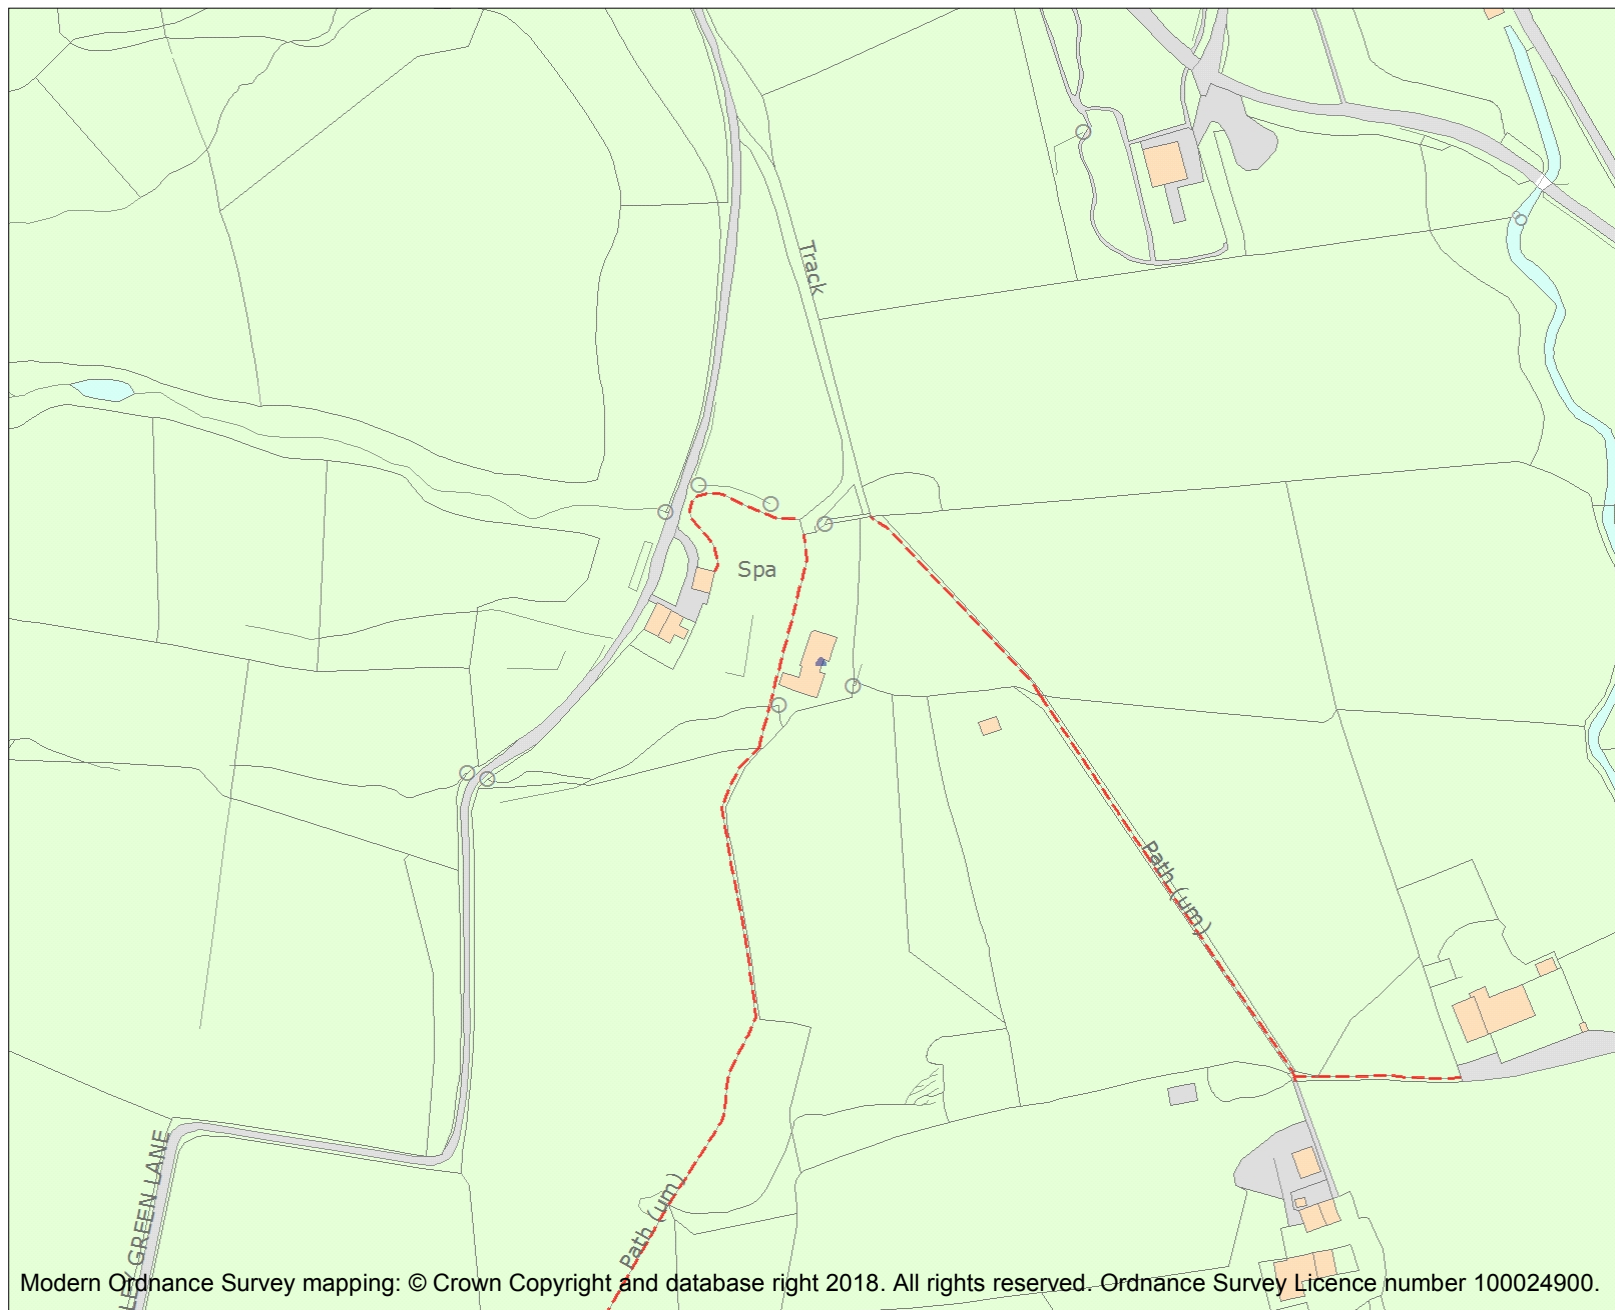 Track
Spa
Path (um)
LEY GREEN LANE
Path (um)
Modern Ordnance Survey mapping: © Crown Copyright and database right 2018. All rights reserved. Ordnance Survey Licence number 100024900.